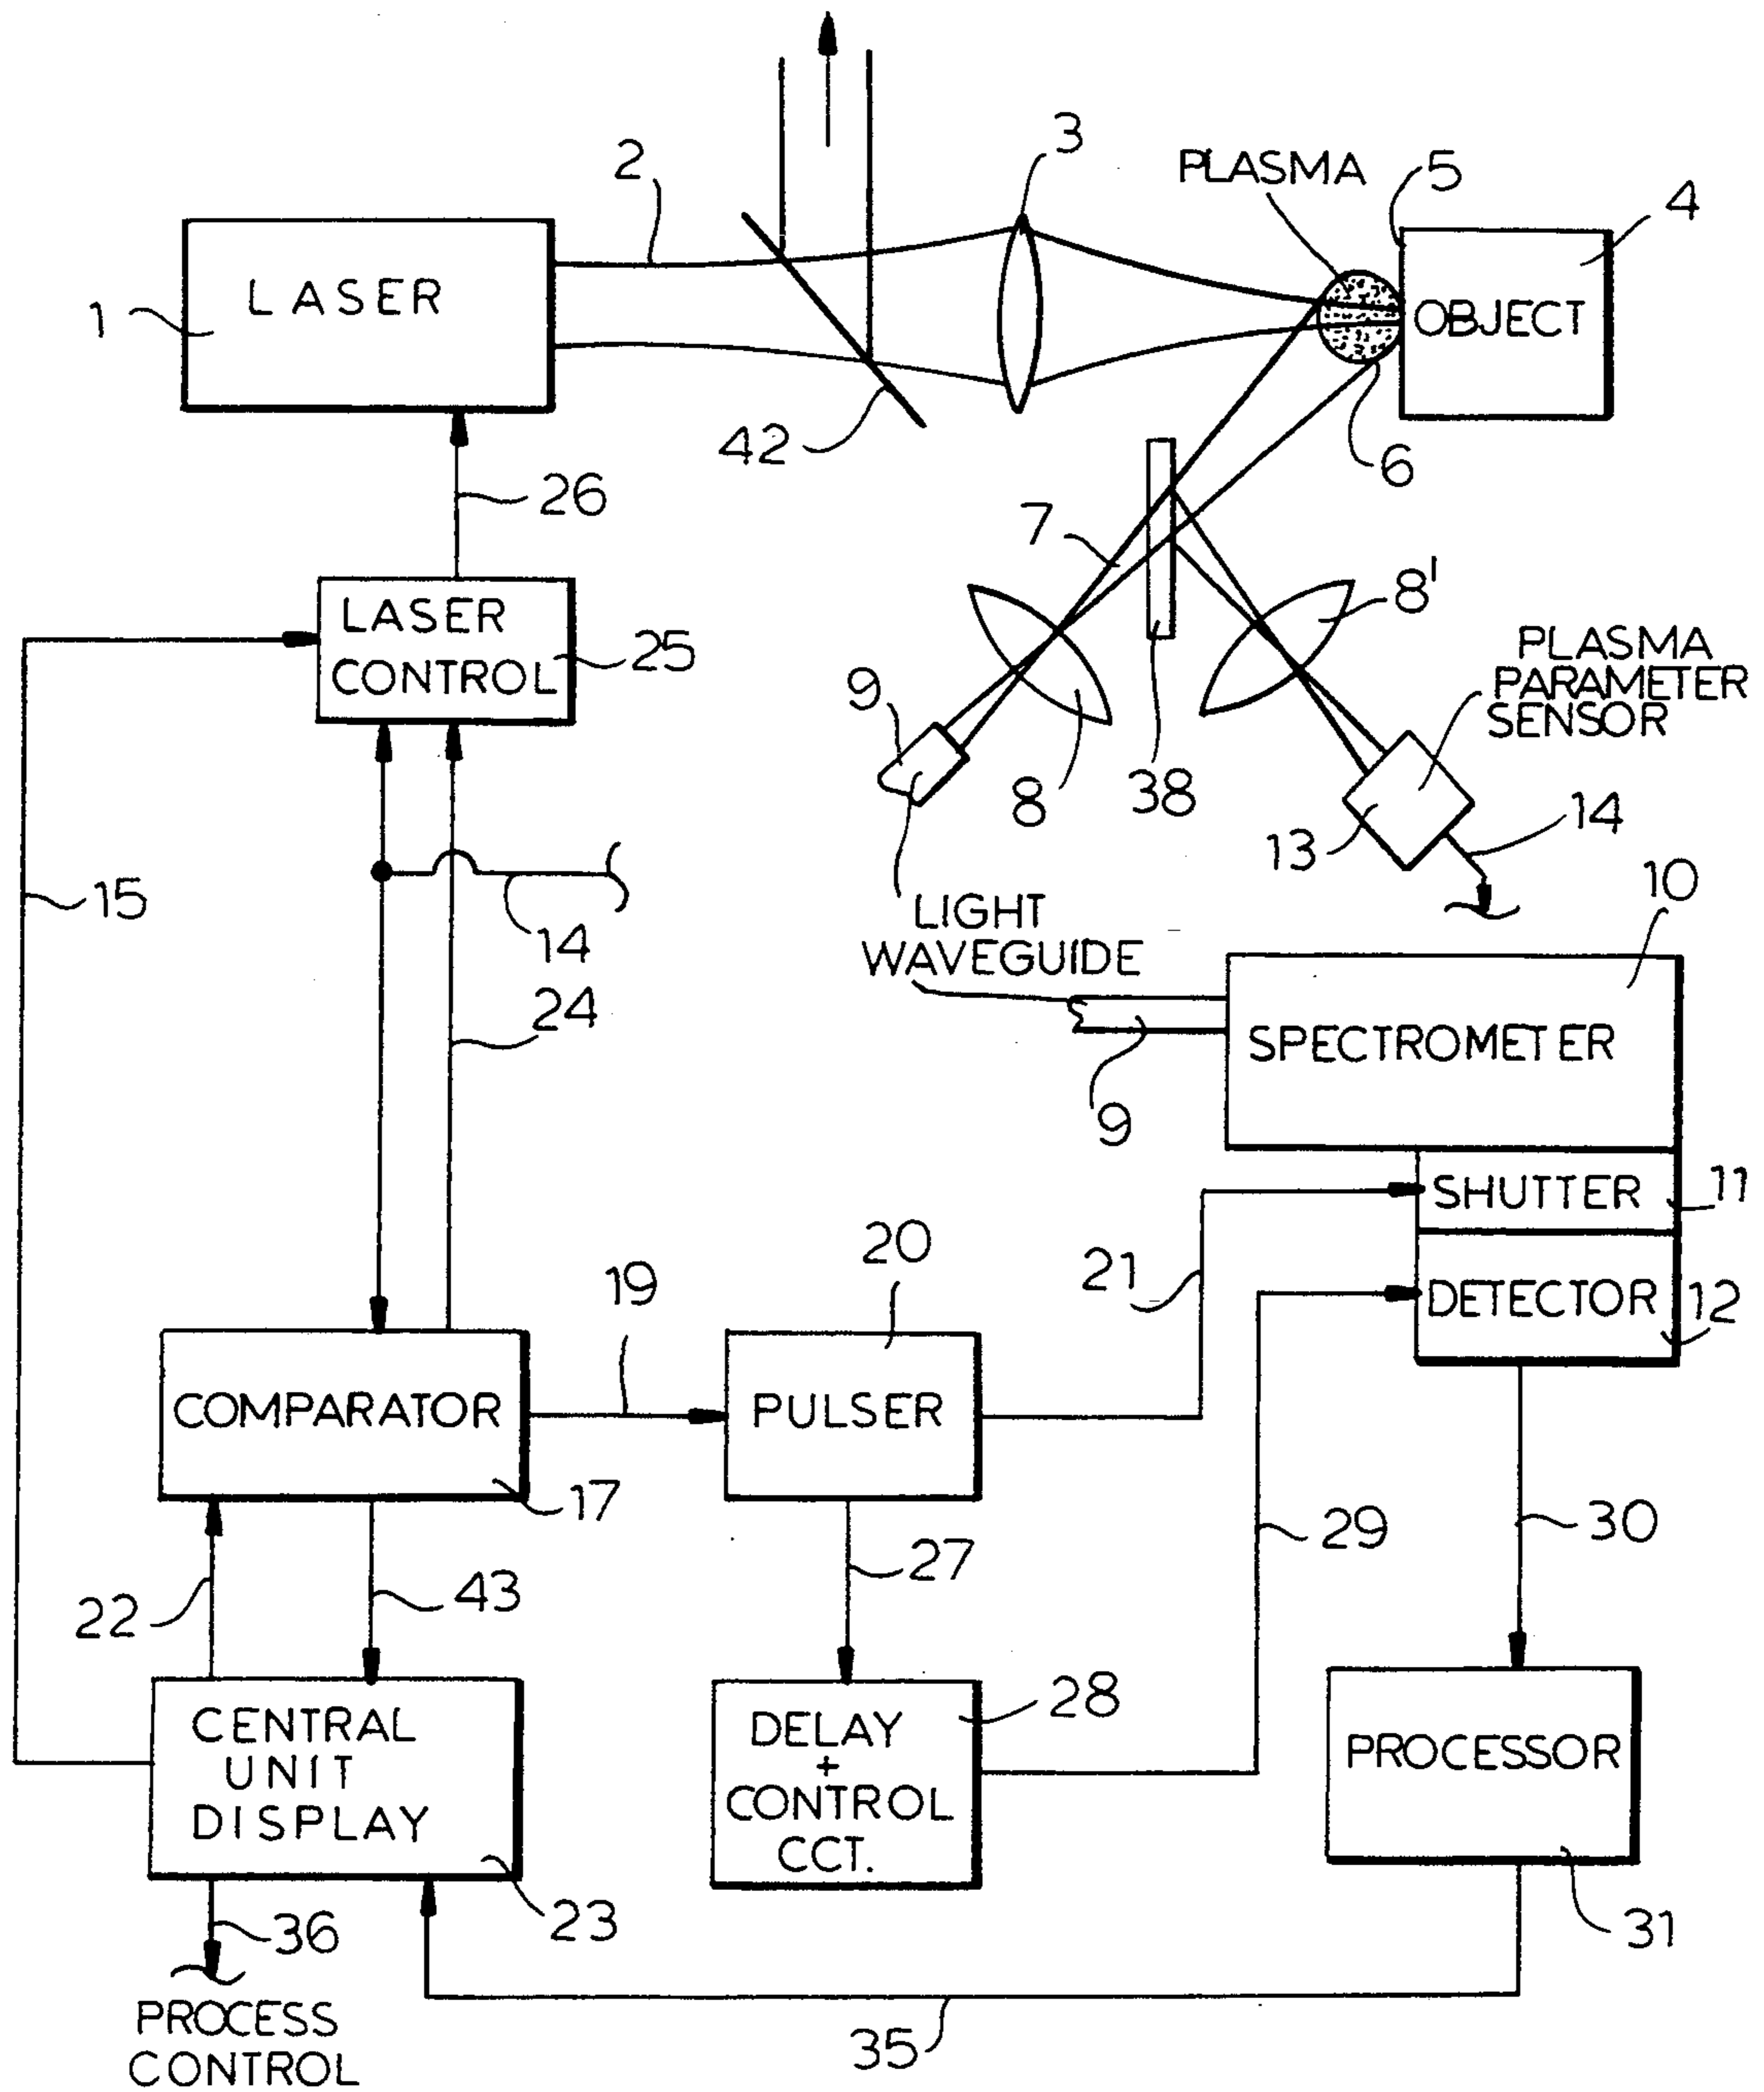 3
2
PLASMA
5
4
LASER
1
OBJECT
42
6
26
7
8'
LASER
CONTROL
25
PLASMA
PARAMETER
SENSOR
9
8
38
13
14
15
14
10
LIGHT
WAVEGUIDE
24
SPECTROMETER
9
SHUTTER
11
20
21
19
DETECTOR
12
COMPARATOR
PULSER
17
29
30
27
22
43
28
CENTRAL
UNIT
DISPLAY
DELAY
+
CONTROL
CCT.
PROCESSOR
23
36
31
PROCESS
CONTROL
35